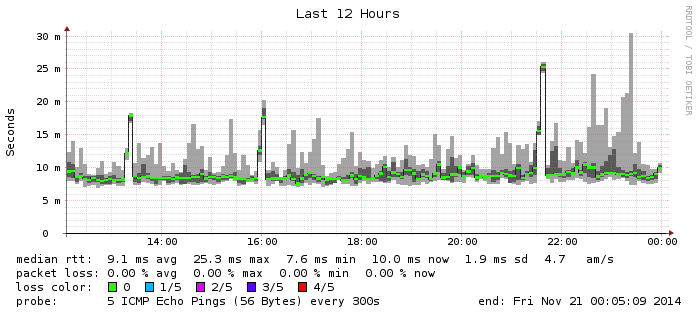 Last 12 Hours
RRDTOOL / TOBI OETIKER
Seconds
30 m
25 m
20 m
15 m
10 m
5 m
0
14:00 16:00 18:00 20:00 22:00 00:00
median rtt: 9.1 ms avg 25.3 ms max 7.6 ms min 10.0 ms now 1.9 ms sd 4.7 am/s
packet loss: 0.00 % avg 0.00 % max 0.00 % min 0.00 % now
loss color: 0 1/5 2/5 3/5 4/5
probe: 5 ICMP Echo Pings (56 Bytes) every 300s end: Fri Nov 21 00:05:09 2014